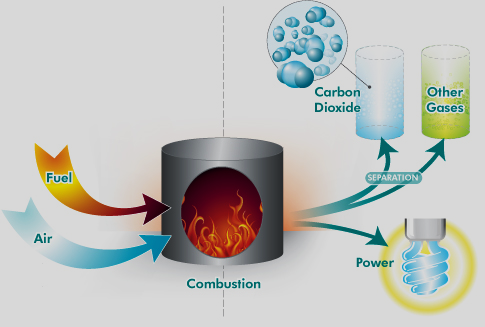 Carbon
Dioxide
Other
Gases
Fuel
SEPARATION
Air
Power
Combustion